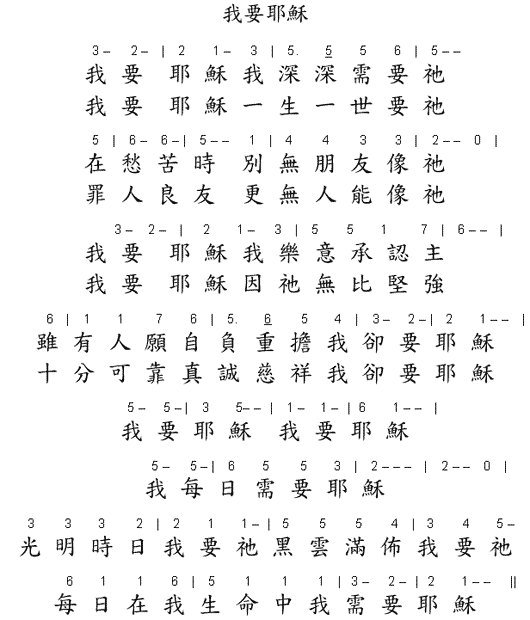 我要耶穌
3- 2- | 2 1- 3 | 5. 5 5 6 | 5--
我要 耶穌我深深需要祂
我要 耶穌一生一世要祂
5 | 6- 6-| 5-- 1 | 4 4 3 3 | 2-- 0 |
在愁苦時 別無朋友像祂
罪人良友 更無人能像祂
3- 2- | 2 1- 3 | 5 5 1 7 | 6-- |
我要 耶穌我樂意承認主
我要 耶穌因祂無比堅強
6 | 1 1 7 6 | 5. 6 5 4 | 3- 2-| 2 1-- |
雖有人願自負重擔我卻要耶穌
十分可靠真誠慈祥我卻要耶穌
5- 5-| 3 5-- | 1- 1- | 6 1-- |
我要耶穌 我要耶穌
5- 5-| 6 5 5 3 | 2--- | 2-- 0 |
我每日需要耶穌
3 3 3 2 | 2 1 1- | 5 5 5 4 | 3 4 5-
光明時日我要祂黑雲滿佈我要祂
6 1 1 6 | 5 1 1 1 | 3- 2- | 2 1-- ||
每日在我生命中我需要耶穌